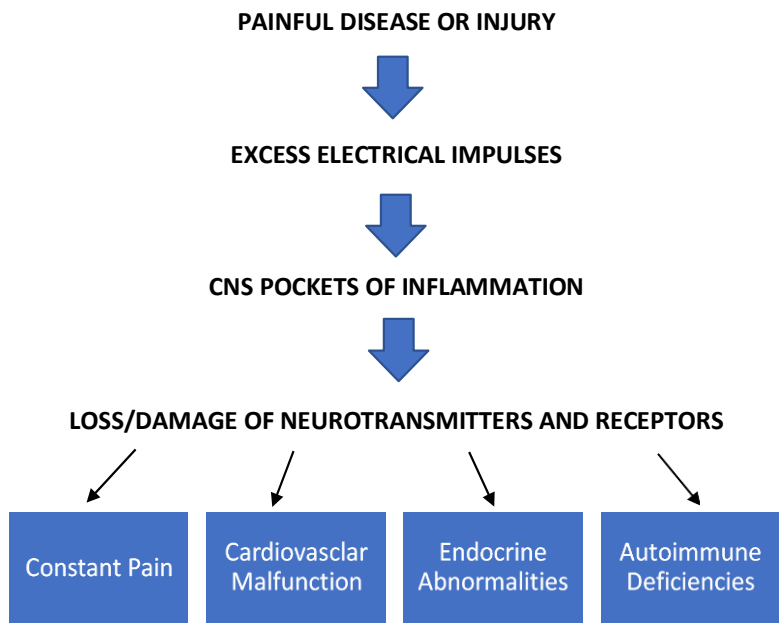 PAINFUL DISEASE OR INJURY
EXCESS ELECTRICAL IMPULSES
CNS POCKETS OF INFLAMMATION
LOSS/DAMAGE OF NEUROTRANSMITTERS AND RECEPTORS
Constant Pain
Cardiovasclar
Malfunction
Endocrine
Abnormalities
Autoimmune
Deficiencies